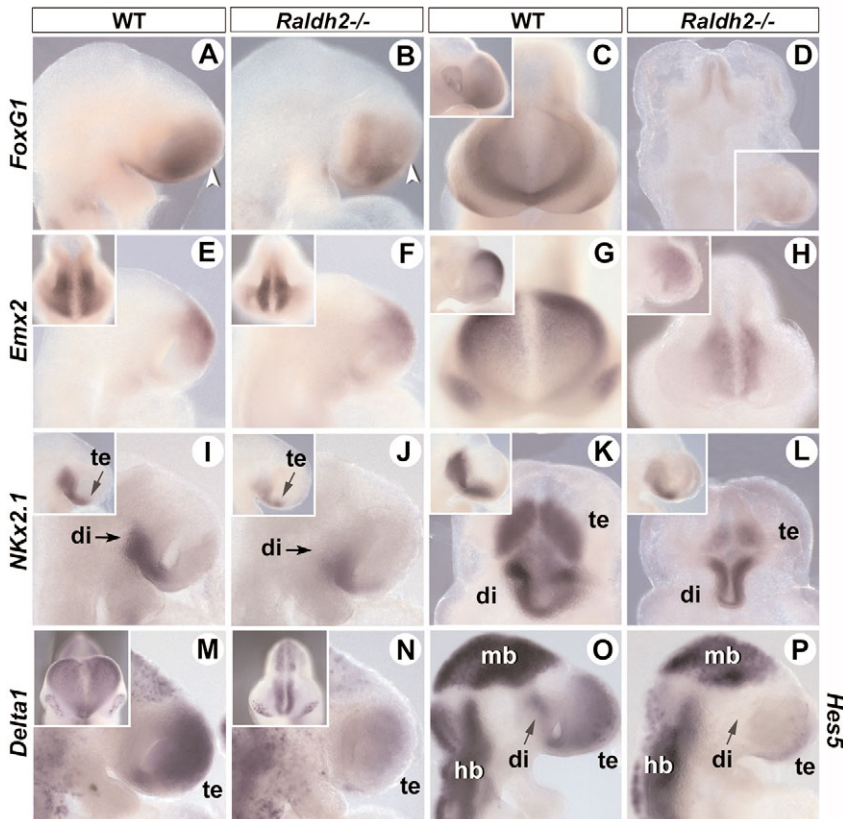 WT Raldh2-/- WT Raldh2-/-
FoxG1
A B C D
Emx2
E F G H
NKx2.1
I J K L
te te
te te
di di
di di
Delta1
M N O P
mb mb
Hes5
di di
hb hb
te te te te